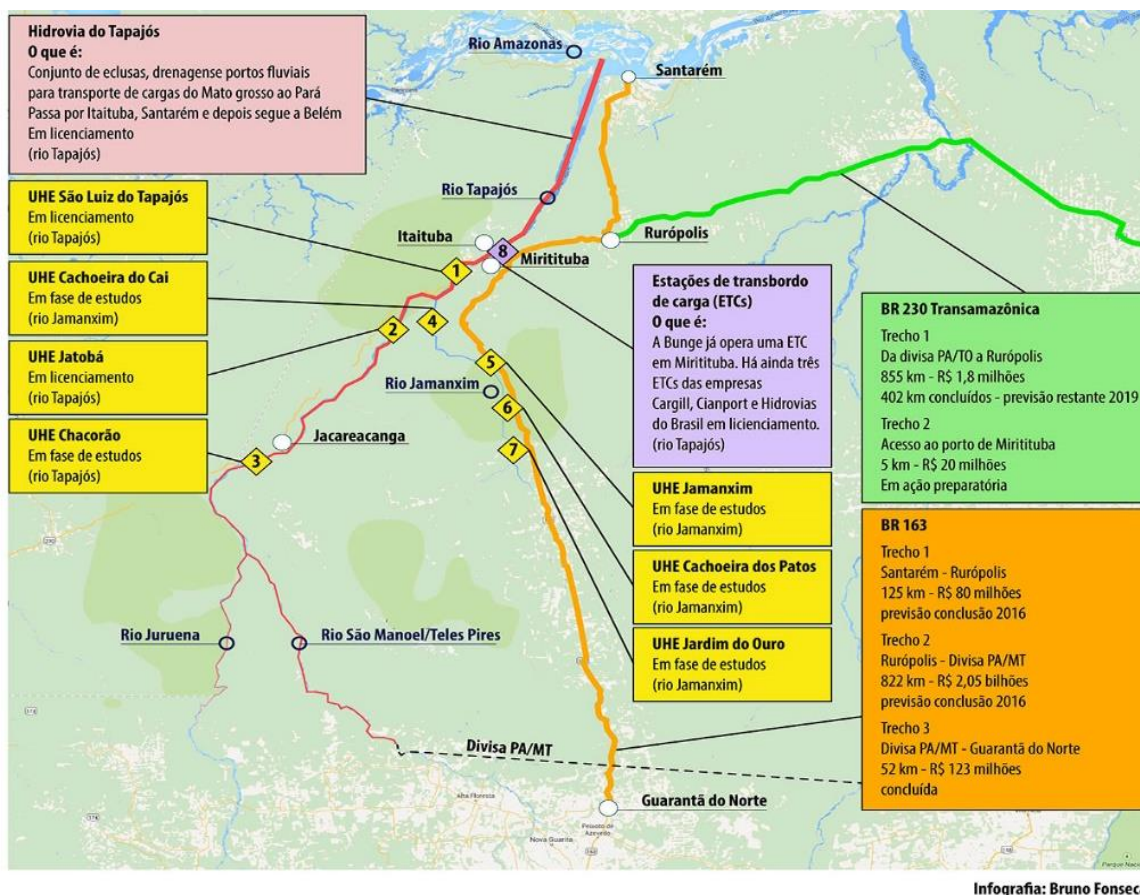 Hidrovia do Tapajós
O que é:
Conjunto de eclusas, drenagense portos fluviais
para transporte de cargas do Mato grosso ao Pará
Passa por Itaituba, Santarém e depois segue a Belém
Em licenciamento
(rio Tapajós)
Rio Amazonas
Santarém
UHE São Luiz do Tapajós
Em licenciamento
(rio Tapajós)
UHE Cachoeira do Cai
Em fase de estudos
(rio Jamanxim)
UHE Jatobá
Em licenciamento
(rio Tapajós)
UHE Chacorão
Em fase de estudos
(rio Tapajós)
Rio Tapajós
Itaituba
8
Miritituba
Rurópolis
1
2
4
5
Rio Jamanxim
6
7
Jacareacanga
3
Estações de transbordo
de carga (ETCs)
O que é:
A Bunge já opera uma ETC
em Miritituba. Há ainda três
ETCs das empresas
Cargill, Cianport e Hidrovias
do Brasil em licienciamento.
(rio Tapajós)
BR 230 Transamazônica
Trecho 1
Da divisa PA/TO a Rurópolis
855 km - R$ 1,8 milhões
402 km concluídos - previsão restante 2019
Trecho 2
Acesso ao porto de Miritituba
5 km - R$ 20 milhões
Em ação preparatória
UHE Jamanxim
Em fase de estudos
(rio Jamanxim)
UHE Cachoeira dos Patos
Em fase de estudos
(rio Jamanxim)
UHE Jardim do Ouro
Em fase de estudos
(rio Jamanxim)
BR 163
Trecho 1
Santarém - Rurópolis
125 km - R$ 80 milhões
previsão conclusão 2016
Trecho 2
Rurópolis - Divisa PA/MT
822 km - R$ 2,05 bilhões
previsão conclusão 2016
Trecho 3
Divisa PA/MT - Guarantã do Norte
52 km - R$ 123 milhões
concluída
Rio Juruena
Rio São Manoel/Teles Pires
Divisa PA/MT
Guarantã do Norte
Alta Floresta
Peixoto de
Azevedo
Nova Guarita
Infografia: Bruno Fonseca